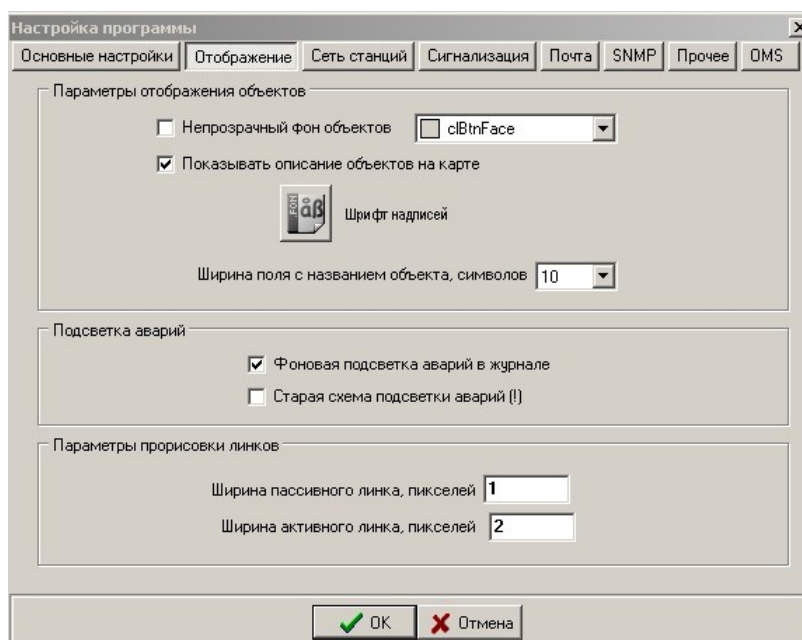 Настройка программы
Основные настройки Отображение Сеть станций Сигнализация Почта SNMP Прочее OMS
Параметры отображения объектов
Непрозрачный фон объектов clBtnFace
Показывать описание объектов на карте
Шрифт надписей
Ширина поля с названием объекта, символов 10
Подсветка аварий
Фоновая подсветка аварий в журнале
Старая схема подсветки аварий (!)
Параметры прорисовки линков
Ширина пассивного линка, пикселей 1
Ширина активного линка, пикселей 2
OK Отмена